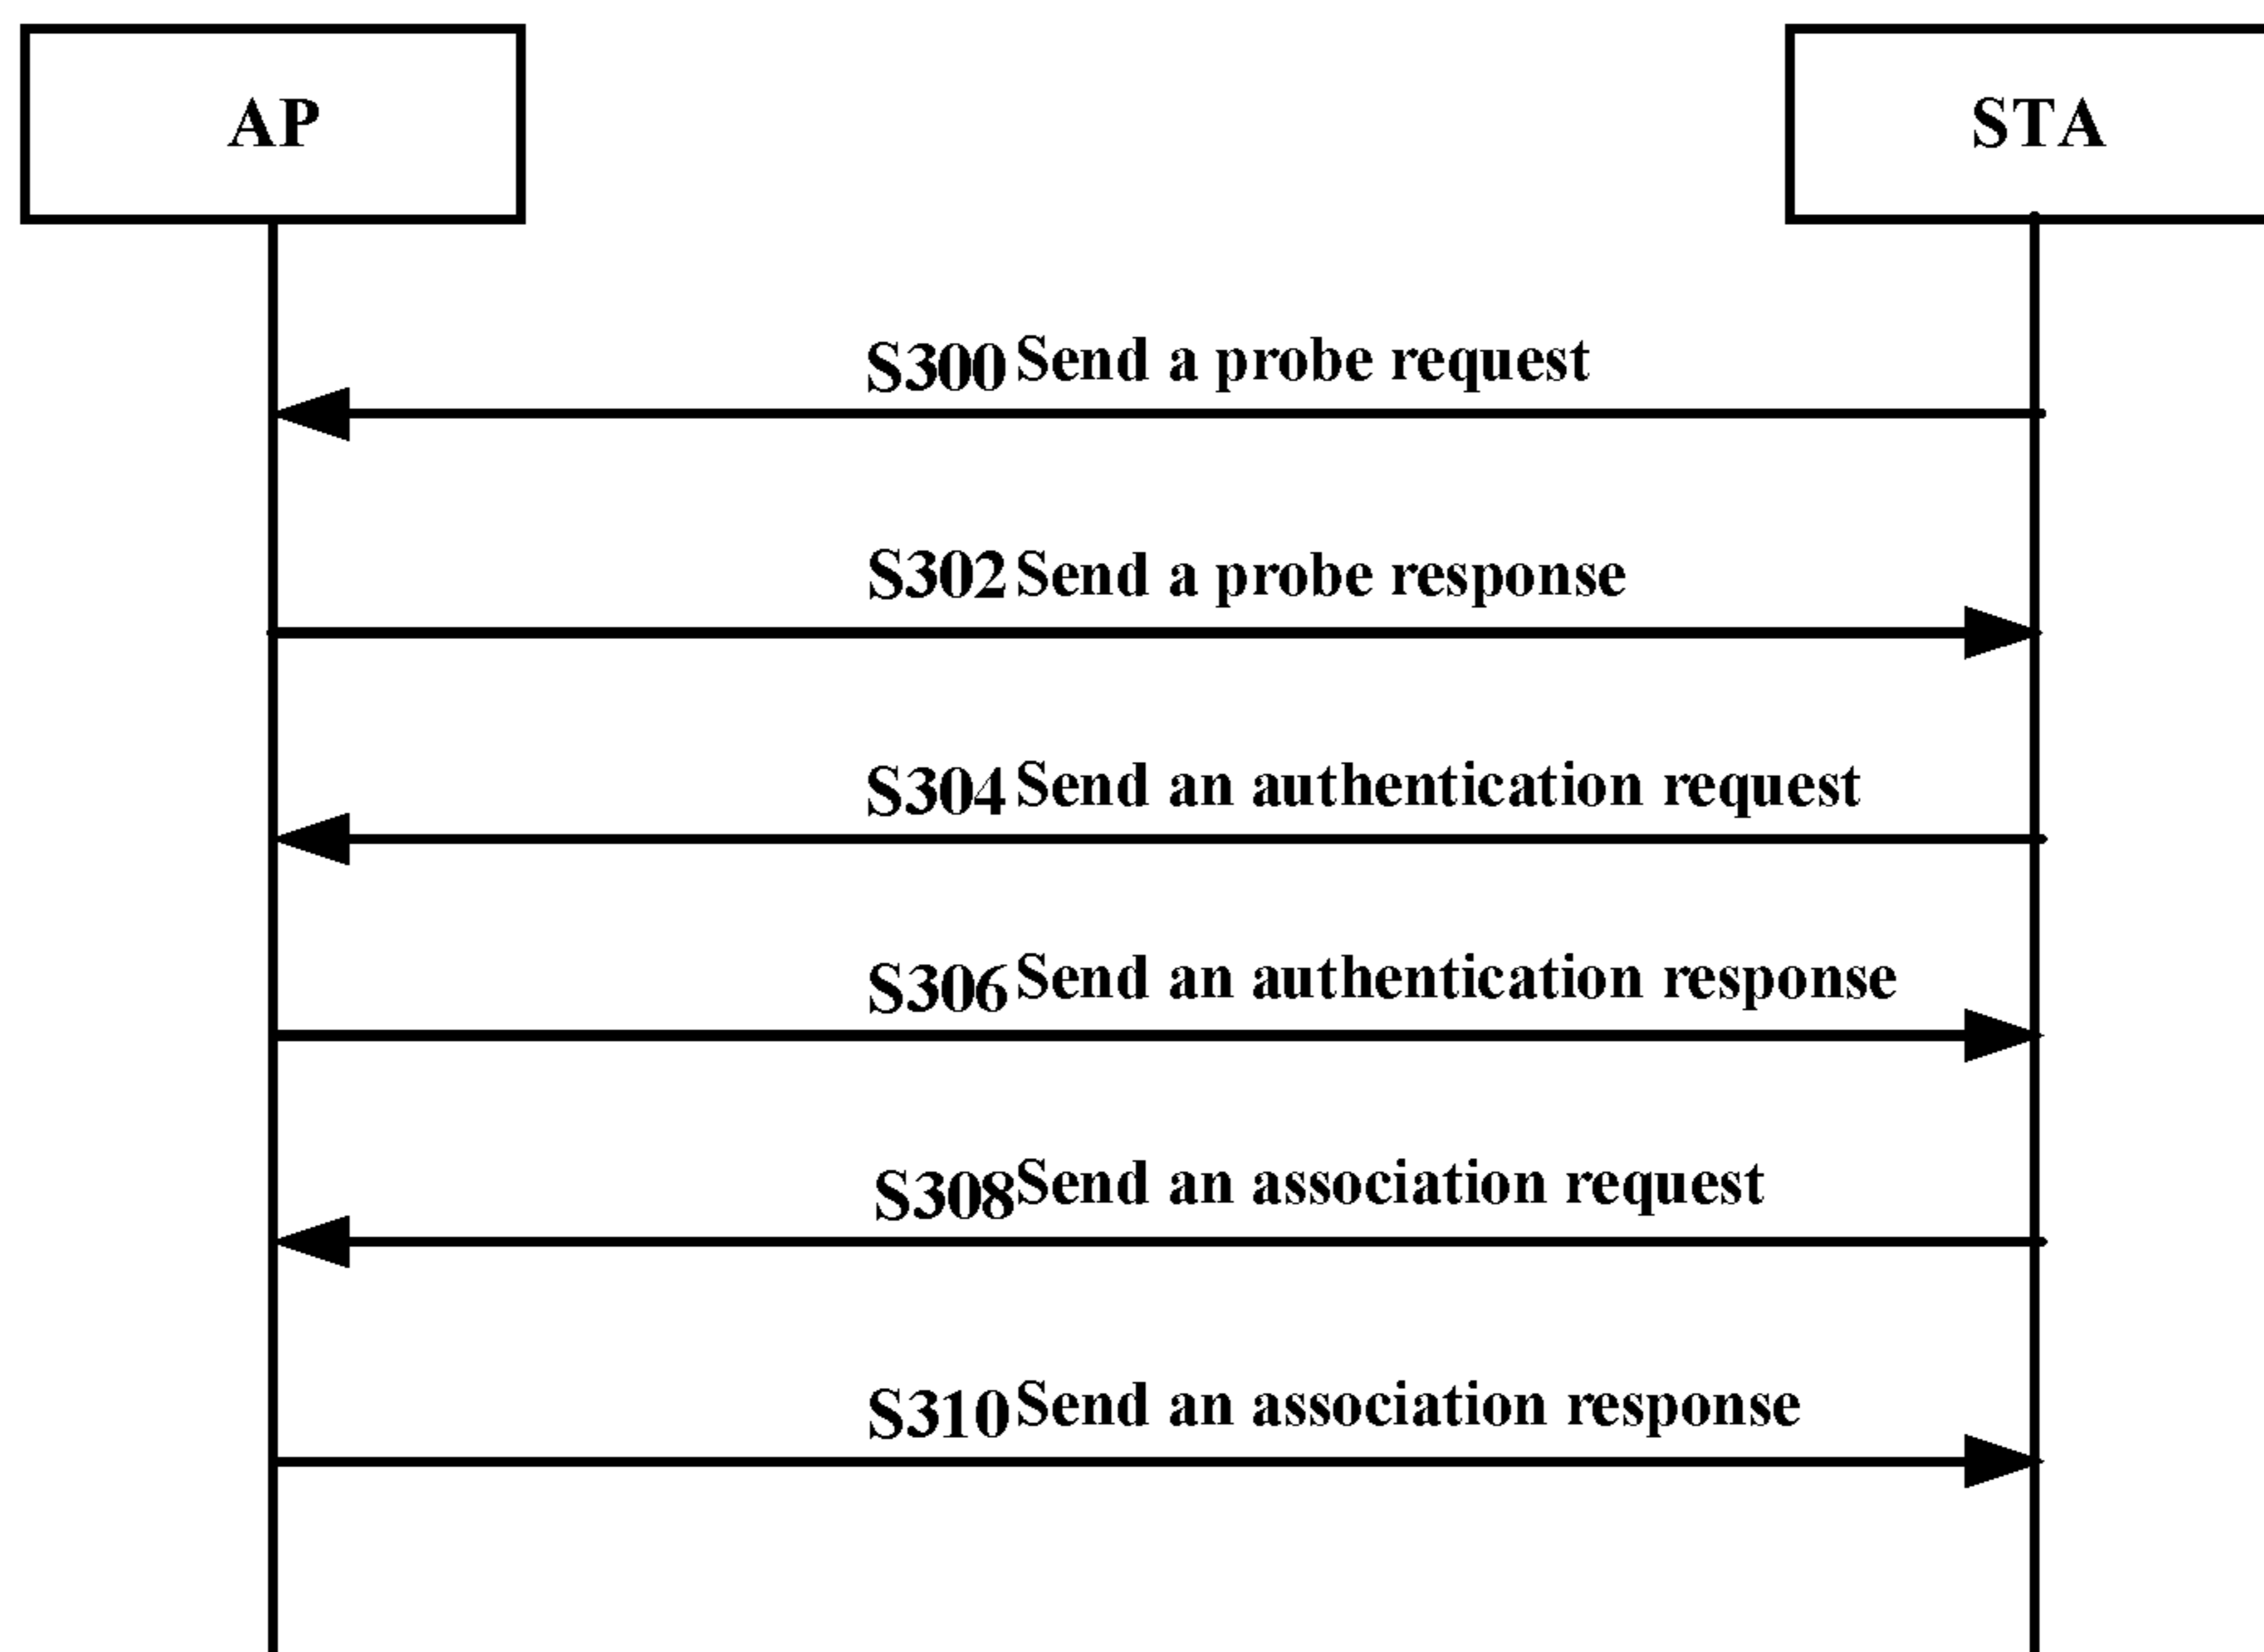 AP
STA
S300 Send a probe request
S302 Send a probe response
S304 Send an authentication request
S306 Send an authentication response
S308 Send an association request
S310 Send an association response